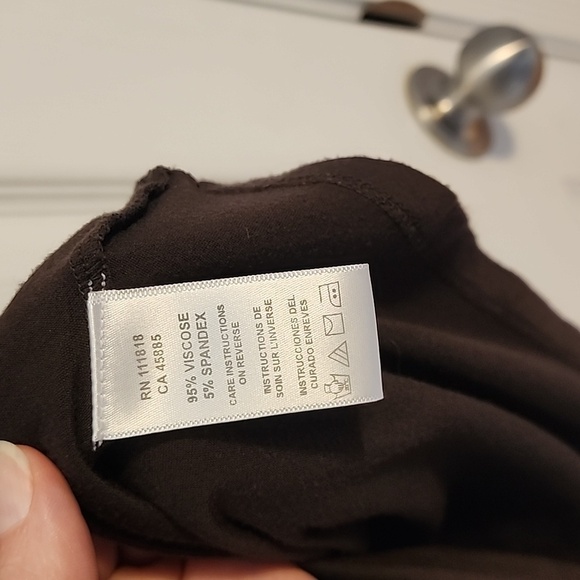 RN 111818
CA 45885
95% VISCOSE
5% SPANDEX
CARE INSTRUCTIONS
ON REVERSE
INSTRUCTIONS DE
SOIN SUR L'INVERSE
INSTRUCCIONES DEL
CURADO ENREVÉS